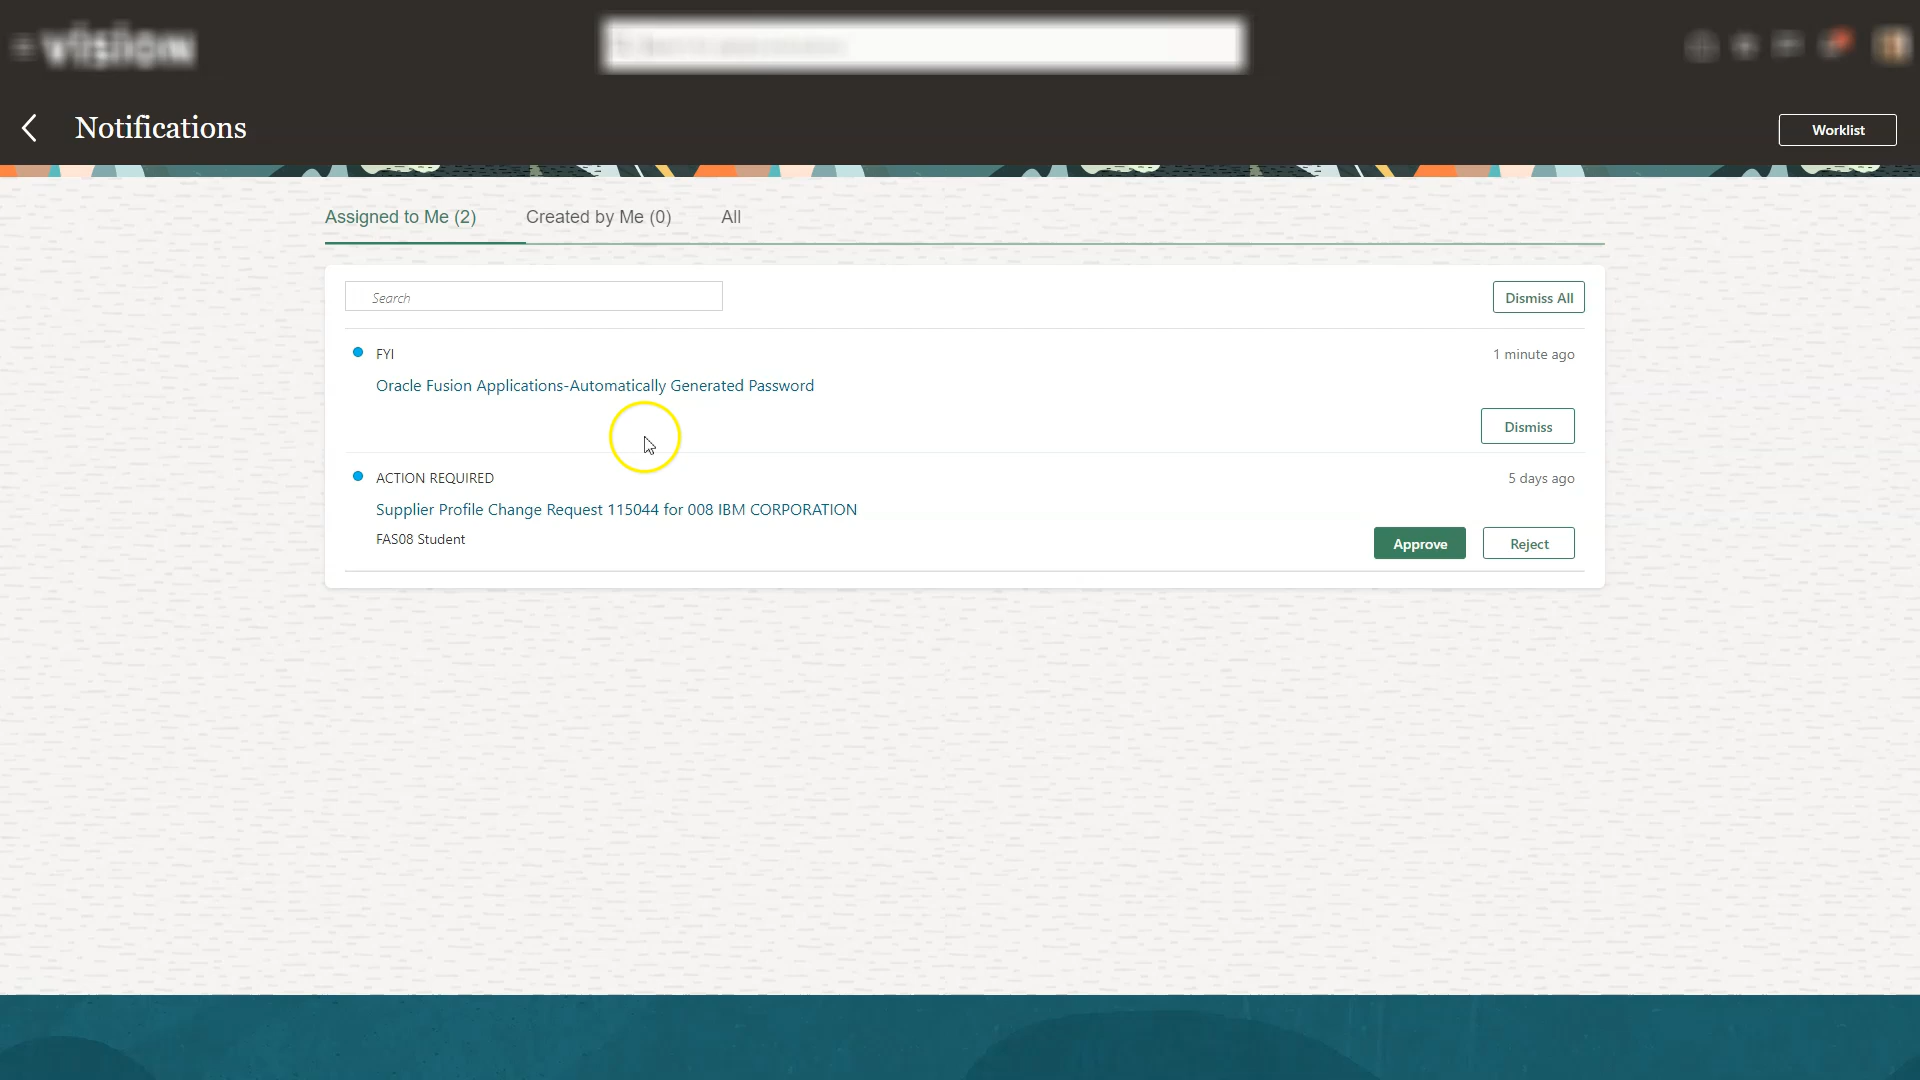 VISION
Notifications
Worklist
Assigned to Me (2)
Created by Me (0)
All
Search
Dismiss All
FYI
1 minute ago
Oracle Fusion Applications-Automatically Generated Password
Dismiss
ACTION REQUIRED
5 days ago
Supplier Profile Change Request 115044 for 008 IBM CORPORATION
FAS08 Student
Approve
Reject